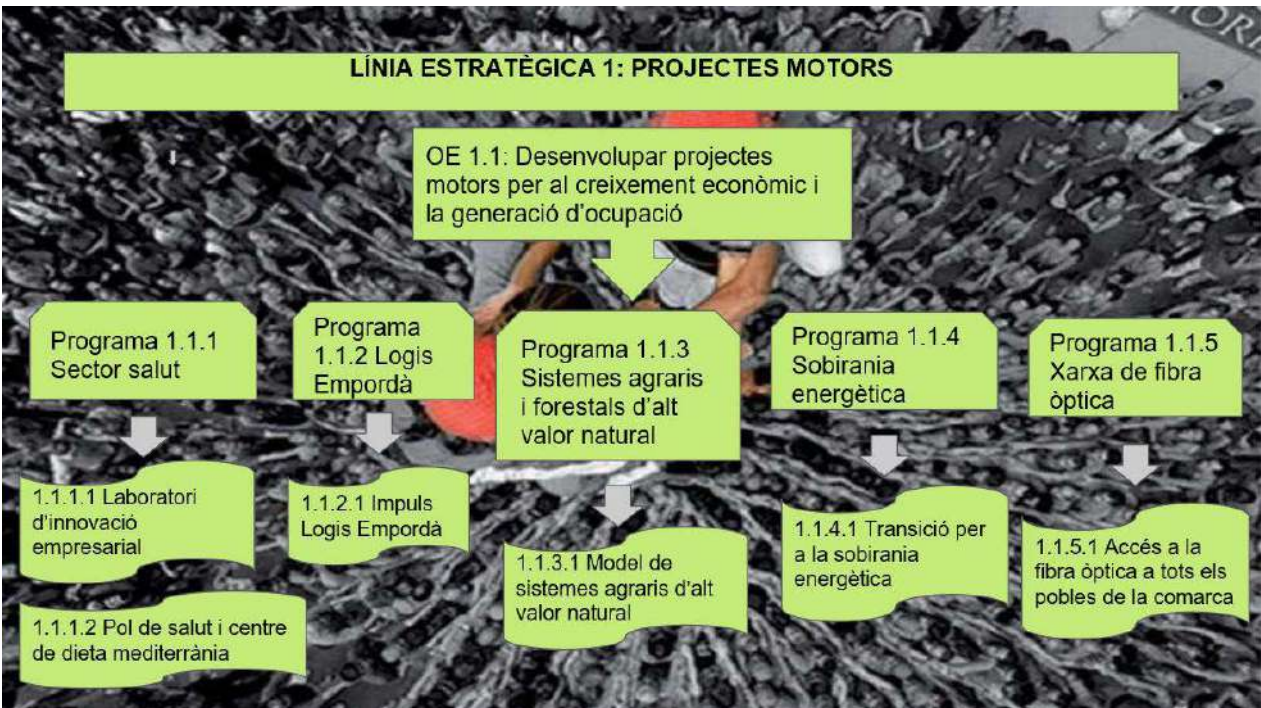 LÍNIA ESTRATÈGICA 1: PROJECTES MOTORS
OE 1.1: Desenvolupar projectes
motors per al creixement econòmic i
la generació d'ocupació
Programa 1.1.1
Sector salut
Programa
1.1.2 Logis
Empordà
Programa 1.1.3
Sistemes agraris
i forestals d'alt
valor natural
Programa 1.1.4
Sobirania
energètica
Programa 1.1.5
Xarxa de fibra
òptica
1.1.1.1 Laboratori
d'innovació
empresarial
1.1.1.2 Pol de salut i centre
de dieta mediterrània
1.1.2.1 Impuls
Logis Empordà
1.1.3.1 Model de
sistemes agraris d'alt
valor natural
1.1.4.1 Transició per
a la sobirania
energètica
1.1.5.1 Accés a la
fibra òptica a tots els
pobles de la comarca